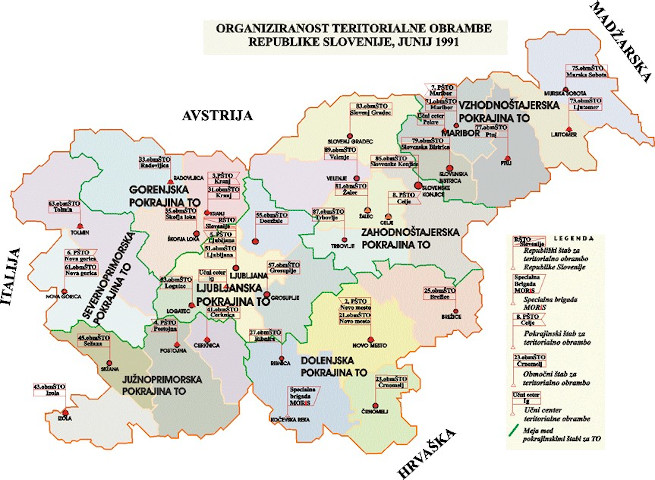 ORGANIZIRANOST TERITORIALNE OBRAMBE
REPUBLIKE SLOVENIJE, JUNIJ 1991
MADŽARSKA
AVSTRIJA
ITALIJA
HRVAŠKA
75.obmŠTO
Murska Sobota
MURSKA SOBOTA
73.obmŠTO
Ljutomer
LJUTOMER
7. PŠTO
Maribor
71.obmŠTO
Maribor
Učni center
Pekre
VZHODNOŠTAJERSKA
POKRAJINA TO
MARIBOR
77.obmŠTO
Ptuj
PTUJ
79.obmŠTO
Slovenska Bistrica
SLOVENSKA
BISTRICA
83.obmŠTO
Slovenj Gradec
SLOVENJ GRADEC
89.obmŠTO
Velenje
VELENJE
85.obmŠTO
Slovenske Konjice
SLOVENSKE
KONJICE
81.obmŠTO
Žalec
ŽALEC
8. PŠTO
Celje
CELJE
87.obmŠTO
Trbovlje
TRBOVLJE
ZAHODNOŠTAJERSKA
POKRAJINA TO
33.obmŠTO
Radovljica
RADOVLJICA
GORENJSKA
POKRAJINA TO
3.PŠTO
Kranj
31.obmŠTO
Kranj
KRANJ
35.obmŠTO
Škofja loka
ŠKOFJA LOKA
RŠTO
Slovenije
5. PŠTO
Ljubljana
51.obmŠTO
Ljubljana
55.obmŠTO
Domžale
Učni center
Ig
LJUBLJANA
LJUBLJANSKA
POKRAJINA TO
57.obmŠTO
Grosuplje
GROSUPLJE
Logatec
LOGATEC
63.obmŠTO
Tolmin
TOLMIN
6. PŠTO
Nova gorica
61.obmŠTO
Nova gorica
NOVA GORICA
SEVERNOPRIMORSKA
POKRAJINA TO
45.obmŠTO
Sežana
SEŽANA
4. PŠTO
Postojna
POSTOJNA
41.obmŠTO
Cerknica
CERKNICA
JUŽNOPRIMORSKA
POKRAJINA TO
43.obmŠTO
Izola
IZOLA
27.obmŠTO
Ribnica
RIBNICA
2. PŠTO
Novo mesto
21.obmŠTO
Novo mesto
NOVO MESTO
DOLENJSKA
POKRAJINA TO
25.obmŠTO
Brežice
BREŽICE
Specialna
brigada
MORiS
KOČEVSKA REKA
23.obmŠTO
Črnomelj
ČRNOMELJ
LEGENDA
RŠTO
Slovenije
Republiški štab za
teritorialno obrambo
Republike Slovenije
Specialna
Brigada
MORiS
Specialna brigada
MORiS
8. PŠTO
Celje
Pokrajinski štab za
teritorialno obrambo
23.obmŠTO
Črnomelj
Območni štab za
teritorialno obrambo
Učni center
Ig
Učni center
teritorialne obrambe
Meja med
pokrajinskimi štabi za TO